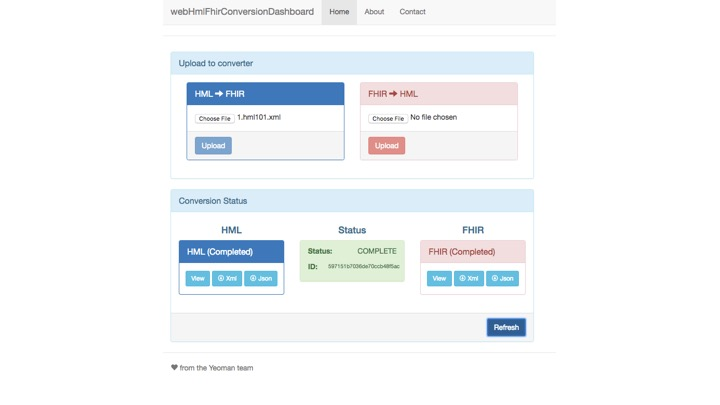 webHmlFhirConversionDashboard Home About Contact
Upload to converter
HML ➜ FHIR
Choose File 1.hml101.xml
Upload
FHIR ➜ HML
Choose File No file chosen
Upload
Conversion Status
HML
HML (Completed)
View Xml Json
Status
Status: COMPLETE
ID:
FHIR
FHIR (Completed)
View Xml Json
Refresh
♥ from the Yeoman team